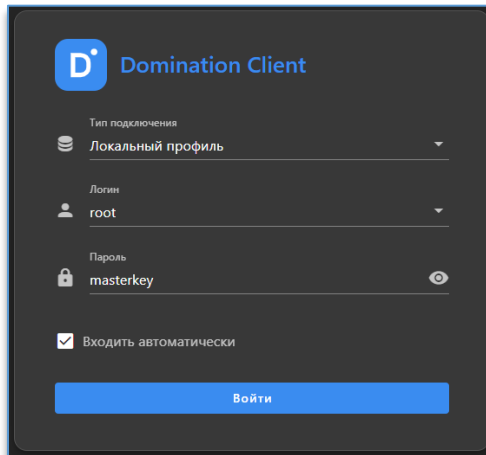 D
Domination Client
Тип подключения
Локальный профиль
Логин
root
Пароль
masterkey
Входить автоматически
Войти